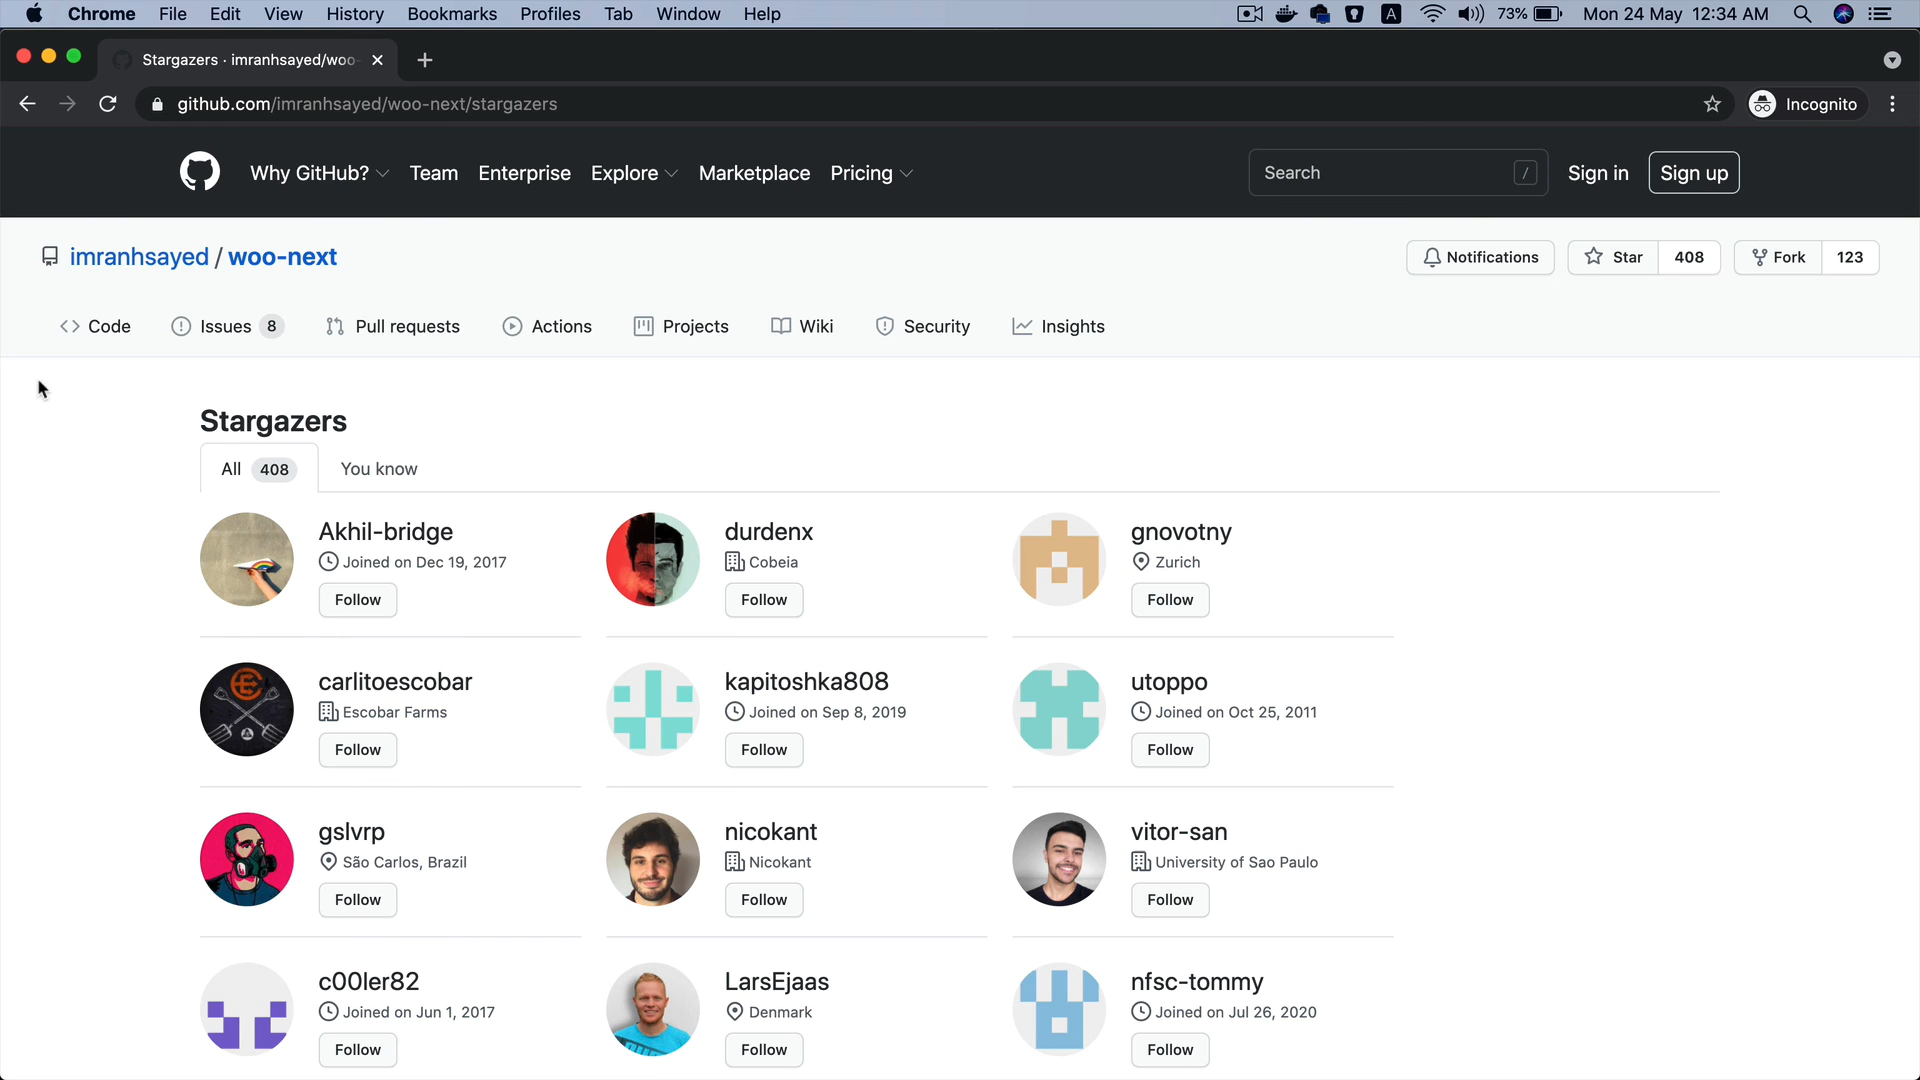 Chrome File Edit View History Bookmarks Profiles Tab Window Help A 73% Mon 24 May 12:34 AM
Stargazers · imranhsayed/woo-
github.com/imranhsayed/woo-next/stargazers Incognito
Why GitHub? Team Enterprise Explore Marketplace Pricing Search / Sign in Sign up
imranhsayed / woo-next Notifications Star 408 Fork 123
Code Issues 8 Pull requests Actions Projects Wiki Security Insights
Stargazers
All 408 You know
Akhil-bridge durdenx gnovotny
Joined on Dec 19, 2017 Cobeia Zurich
Follow Follow Follow
carlitoescobar kapitoshka808 utoppo
Escobar Farms Joined on Sep 8, 2019 Joined on Oct 25, 2011
Follow Follow Follow
gslvrp nicokant vitor-san
São Carlos, Brazil Nicokant University of Sao Paulo
Follow Follow Follow
c00ler82 LarsEjaas nfsc-tommy
Joined on Jun 1, 2017 Denmark Joined on Jul 26, 2020
Follow Follow Follow